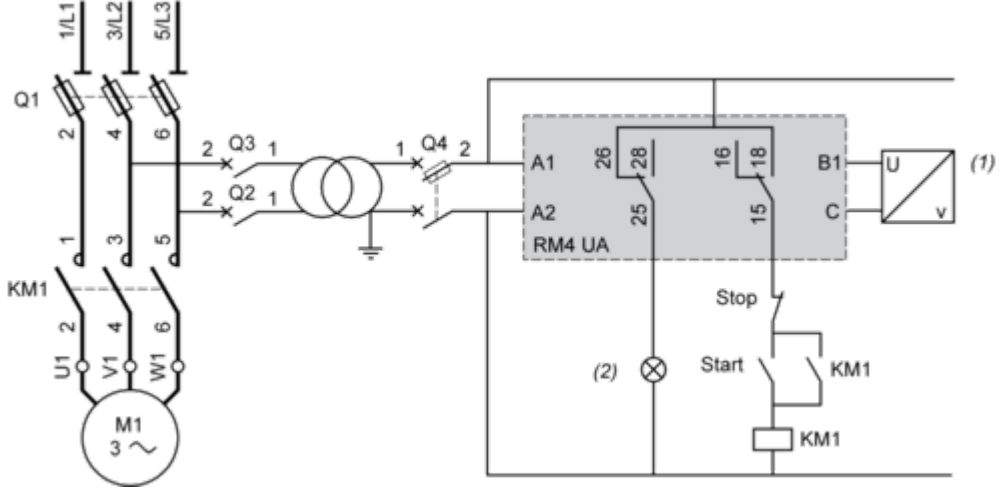 1/L1 3/L2 5/L3
Q1
2 4 6
2 Q3 1
1 Q4 2
Q2 1
2
A1
A2
26 28 16 18
25 15
B1
C
RM4 UA
U
v
(1)
1 3 5
KM1
2 4 6
U1 V1 W1
M1
3
Stop
Start
KM1
(2)
KM1